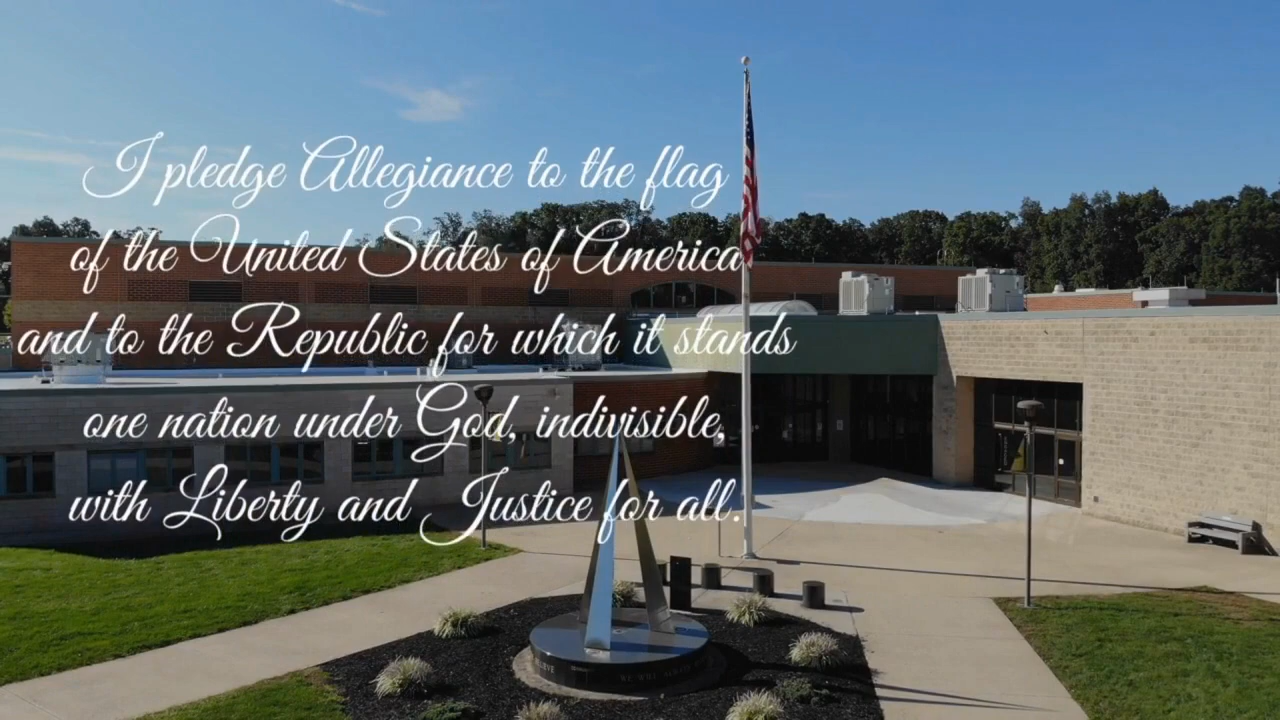 I pledge Allegiance to the flag
of the United States of America
and to the Republic for which it stands
one nation under God, indivisible,
with Liberty and Justice for all.